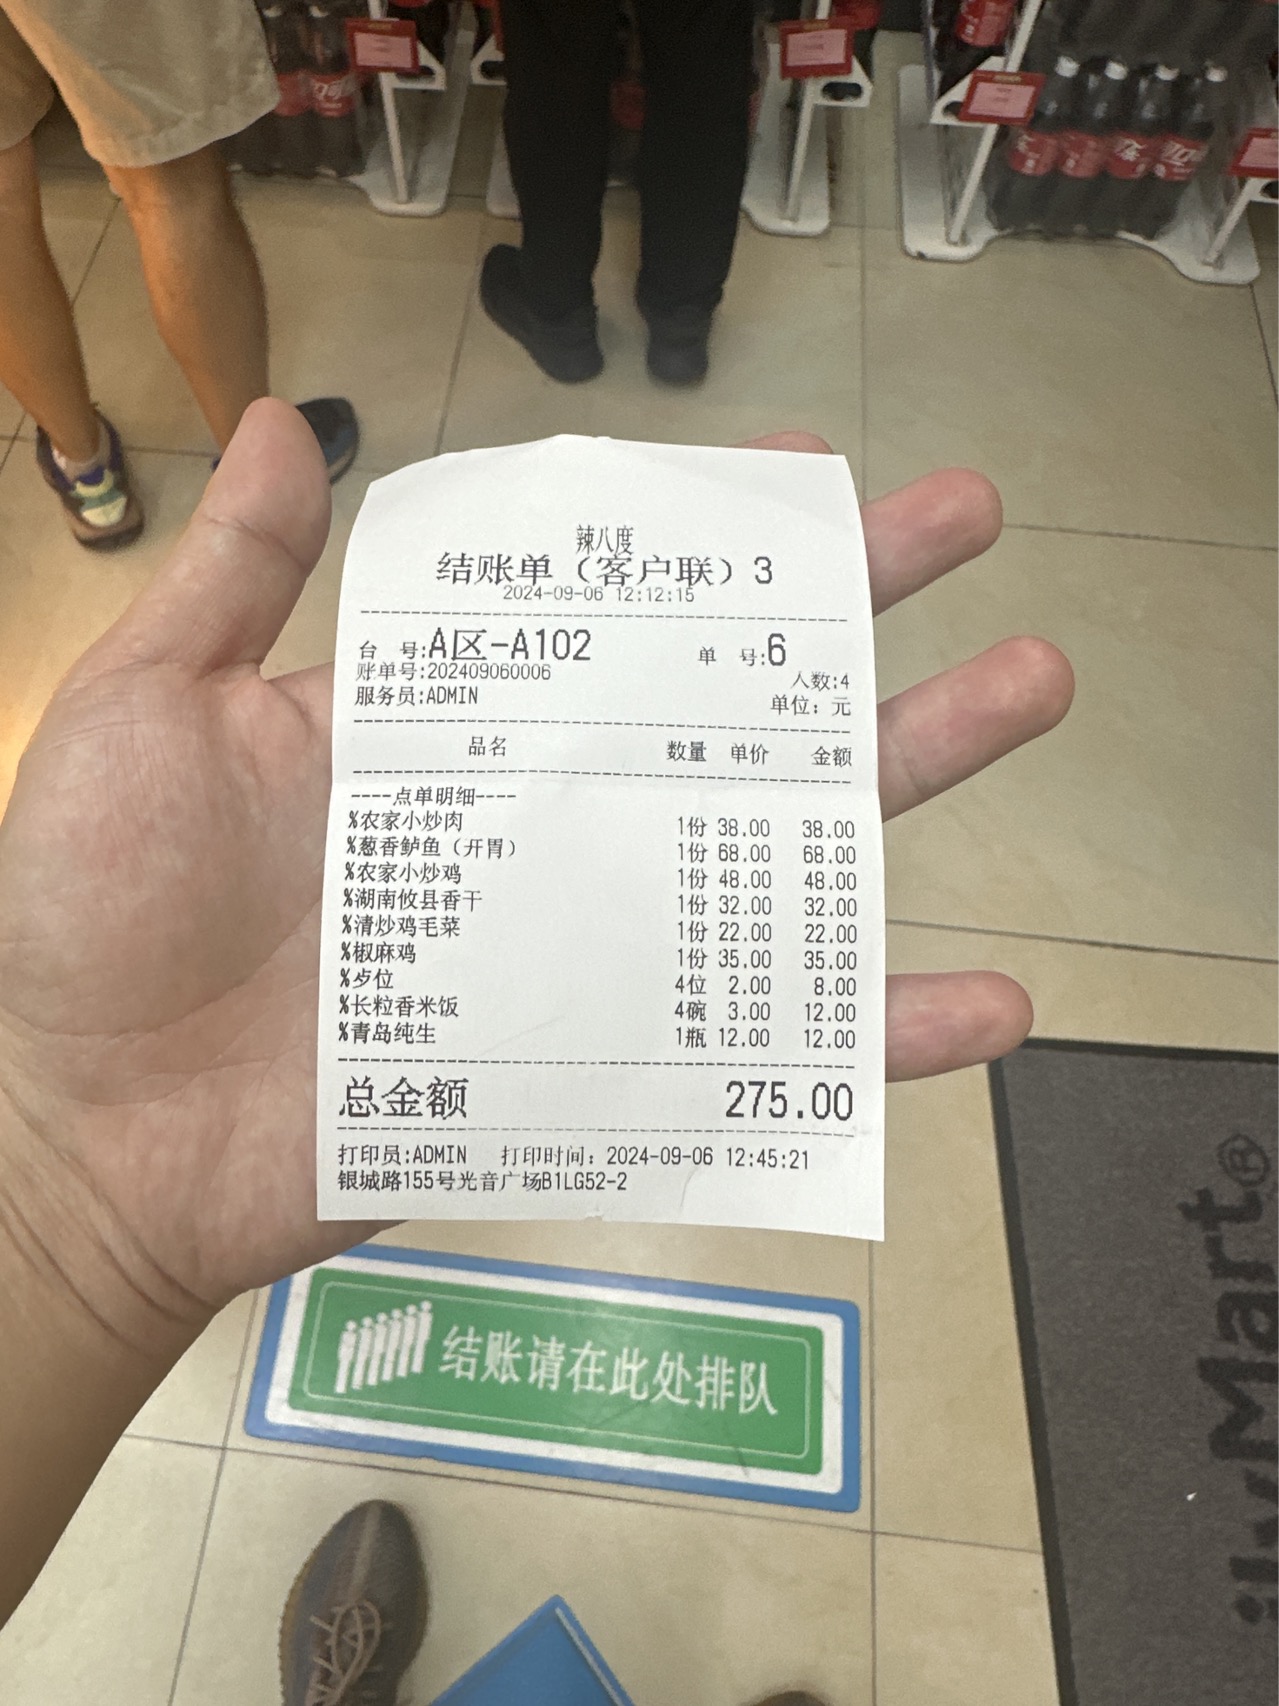 辣八度
结账单（客户联）3
2024-09-06 12:12:15
台 号:A区-A102 单 号:6
账单号:202409060006 人数:4
服务员:ADMIN 单位：元
品名 数量 单价 金额
----点单明细----
%农家小炒肉 1份 38.00 38.00
%葱香鲈鱼（开胃） 1份 68.00 68.00
%农家小炒鸡 1份 48.00 48.00
%湖南攸县香干 1份 32.00 32.00
%清炒鸡毛菜 1份 22.00 22.00
%椒麻鸡 1份 35.00 35.00
%歺位 4位 2.00 8.00
%长粒香米饭 4碗 3.00 12.00
%青岛纯生 1瓶 12.00 12.00
总金额 275.00
打印员:ADMIN 打印时间：2024-09-06 12:45:21
银城路155号光音广场B1LG52-2
结账请在此处排队
Mart®